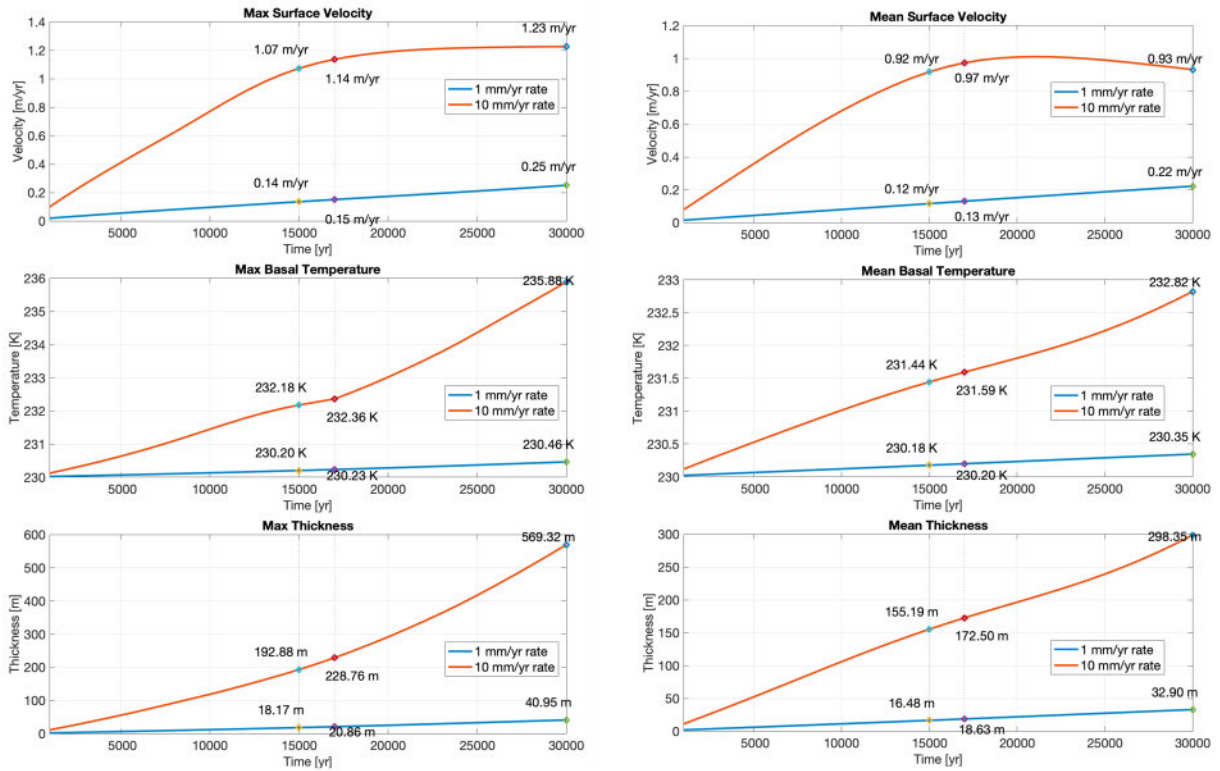 Max Surface Velocity
1.4
1.2
1
0.8
0.6
0.4
0.2
0
Velocity [m/yr]
1.07 m/yr
1.14 m/yr
1.23 m/yr
0.14 m/yr
0.15 m/yr
0.25 m/yr
1 mm/yr rate
10 mm/yr rate
5000 10000 15000 20000 25000 30000
Time [yr]
Mean Surface Velocity
1.2
1
0.8
0.6
0.4
0.2
0
Velocity [m/yr]
0.92 m/yr
0.97 m/yr
0.93 m/yr
0.12 m/yr
0.13 m/yr
0.22 m/yr
1 mm/yr rate
10 mm/yr rate
5000 10000 15000 20000 25000 30000
Time [yr]
Max Basal Temperature
236
235
234
233
232
231
230
Temperature [K]
232.18 K
232.36 K
235.88 K
230.20 K
230.23 K
230.46 K
1 mm/yr rate
10 mm/yr rate
5000 10000 15000 20000 25000 30000
Time [yr]
Mean Basal Temperature
233
232.5
232
231.5
231
230.5
230
Temperature [K]
231.44 K
231.59 K
232.82 K
230.18 K
230.20 K
230.35 K
1 mm/yr rate
10 mm/yr rate
5000 10000 15000 20000 25000 30000
Time [yr]
Max Thickness
600
500
400
300
200
100
0
Thickness [m]
192.88 m
228.76 m
569.32 m
18.17 m
20.86 m
40.95 m
1 mm/yr rate
10 mm/yr rate
5000 10000 15000 20000 25000 30000
Time [yr]
Mean Thickness
300
250
200
150
100
50
0
Thickness [m]
155.19 m
172.50 m
298.35 m
16.48 m
18.63 m
32.90 m
1 mm/yr rate
10 mm/yr rate
5000 10000 15000 20000 25000 30000
Time [yr]